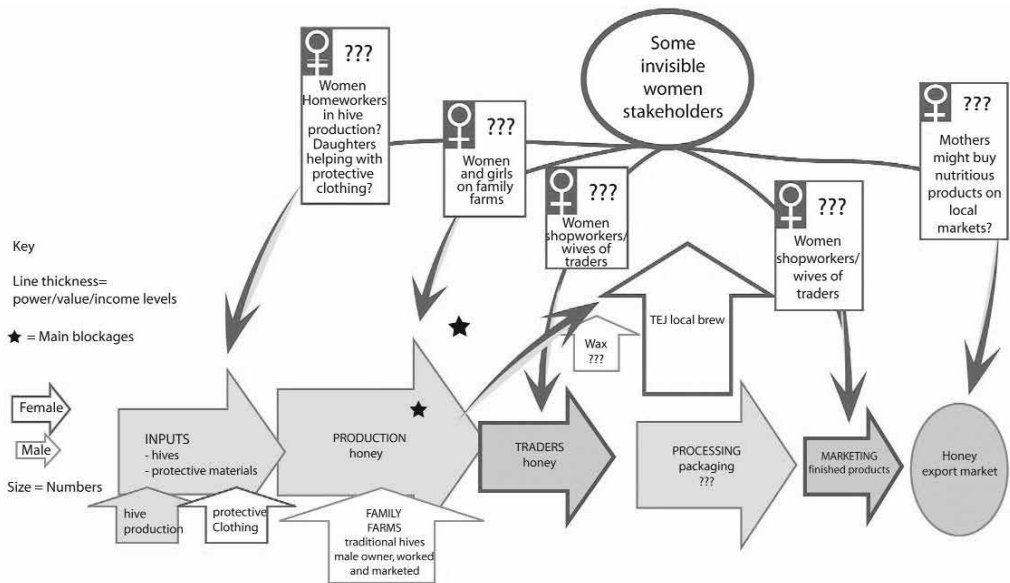 Some
invisible
women
stakeholders
???
Women
Homeworkers
in hive
production?
Daughters
helping with
protective
clothing?
???
Women
and girls
on family
farms
???
Women
shopworkers/
wives of
traders
???
Women
shopworkers/
wives of
traders
???
Mothers
might buy
nutritious
products on
local
markets?
Key
Line thickness=
power/value/income levels
= Main blockages
Female
Male
Size = Numbers
TEJ local brew
Wax
???
INPUTS
- hives
- protective materials
PRODUCTION
honey
TRADERS
honey
PROCESSING
packaging
???
MARKETING
finished products
Honey
export market
hive
production
protective
Clothing
FAMILY
FARMS
traditional hives
male owner, worked
and marketed